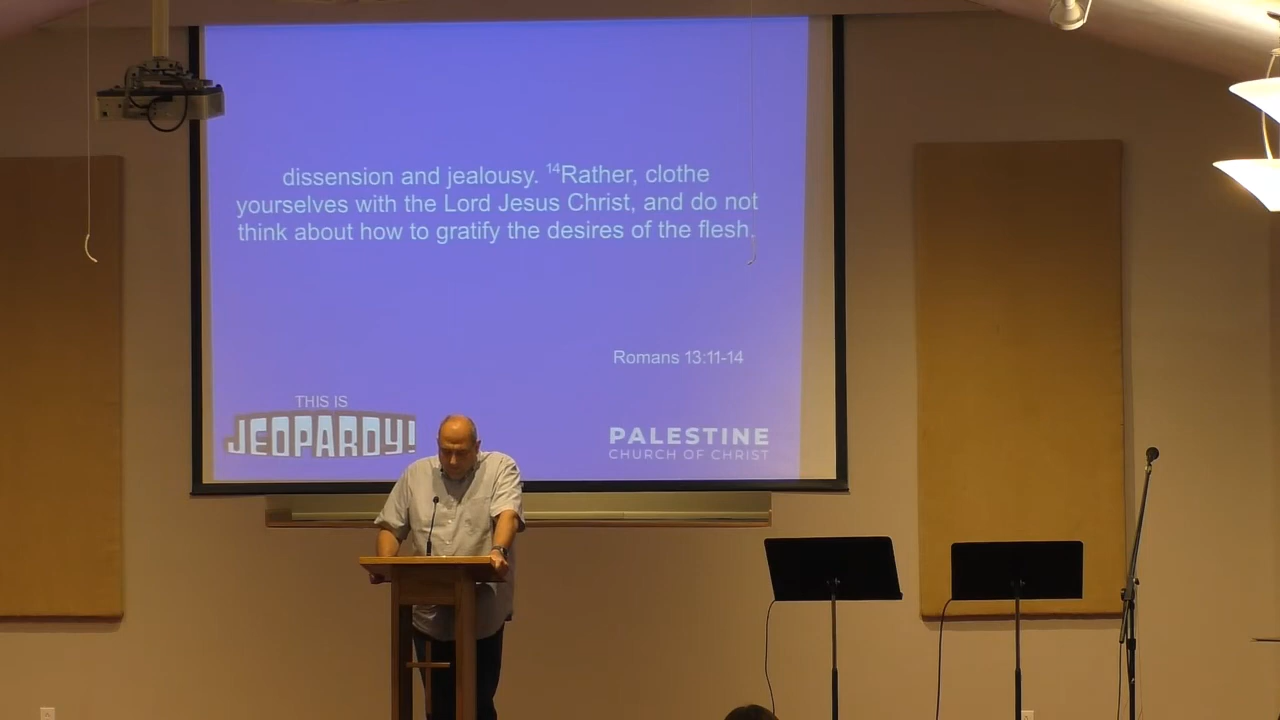 dissension and jealousy. ¹⁴Rather, clothe
yourselves with the Lord Jesus Christ, and do not
think about how to gratify the desires of the flesh.
Romans 13:11-14
THIS IS
JEOPARDY!
PALESTINE
CHURCH OF CHRIST